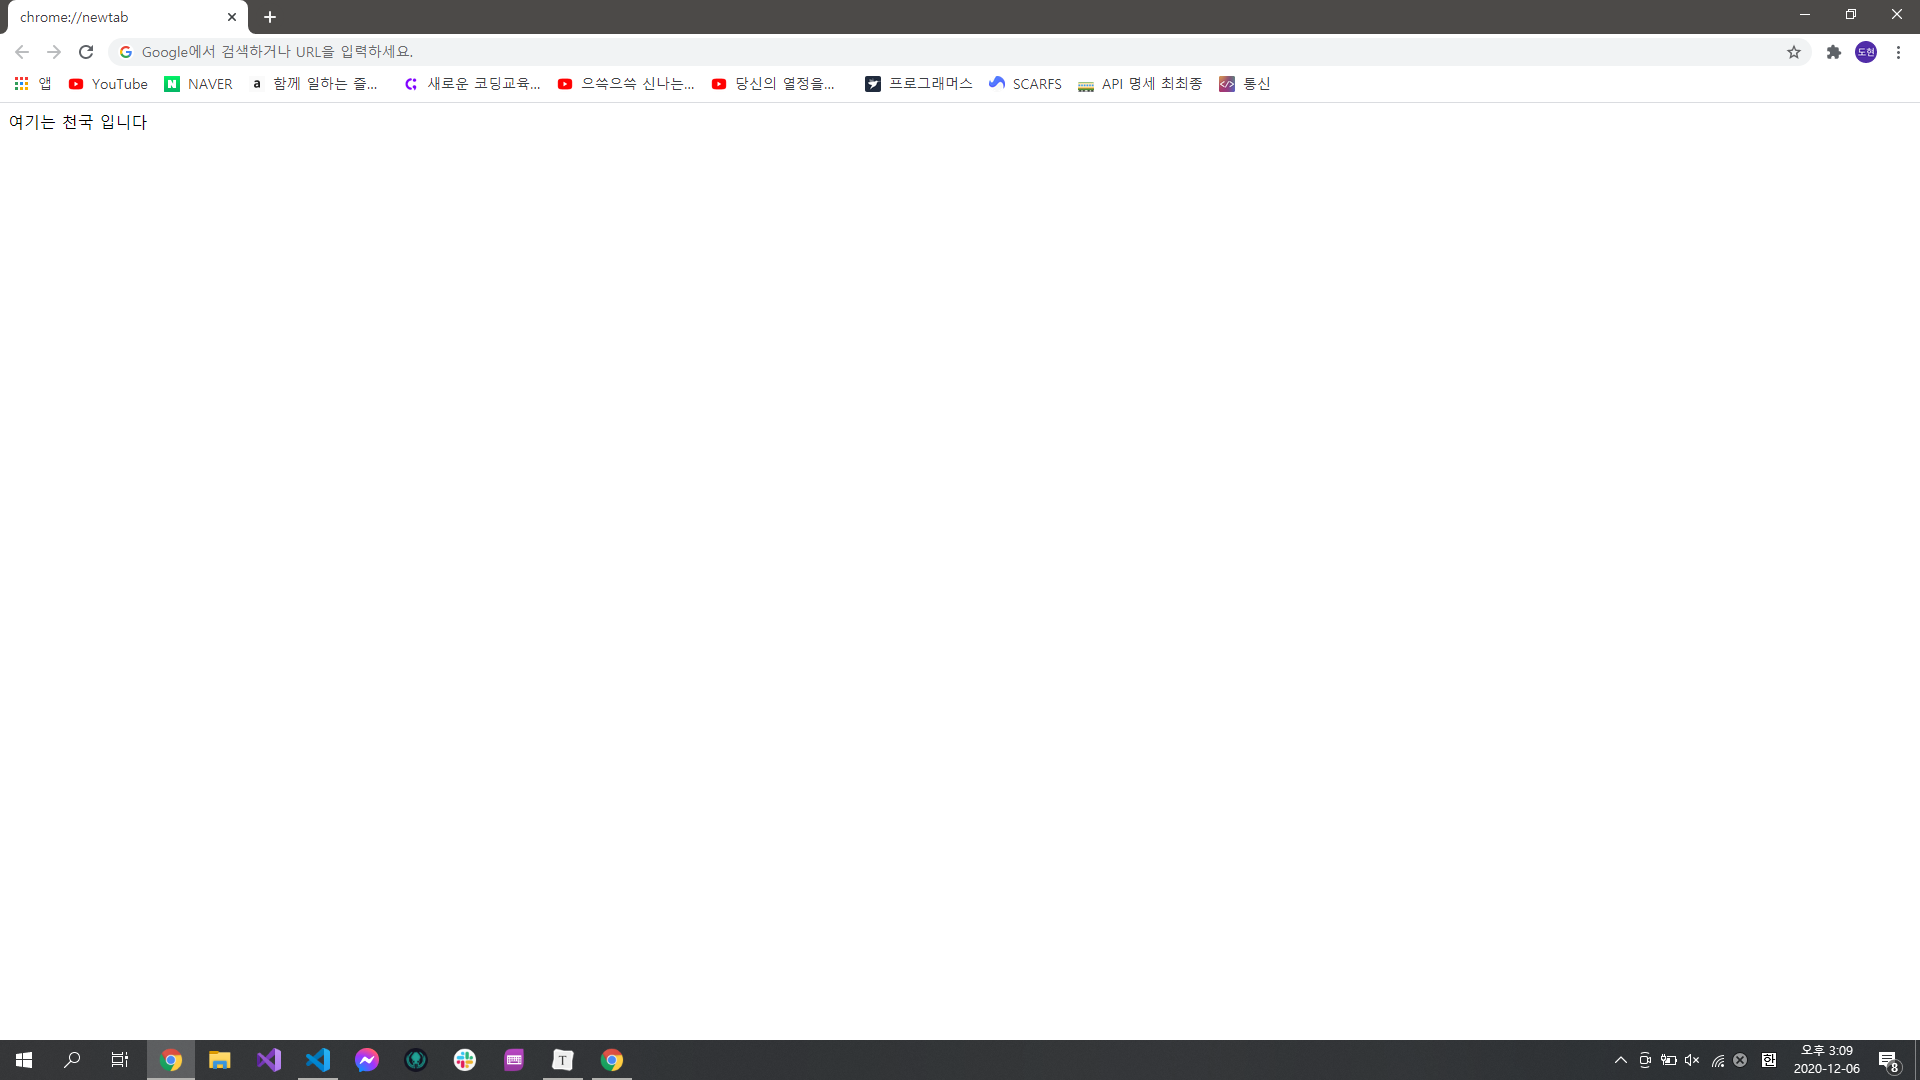 chrome://newtab
Google에서 검색하거나 URL을 입력하세요.
도현
앱 YouTube NAVER 함께 일하는 즐... 새로운 코딩교육... 으쓱으쓱 신나는... 당신의 열정을... 프로그래머스 SCARFS API 명세 최최종 통신
여기는 천국 입니다
한
오후 3:09
2020-12-06
8